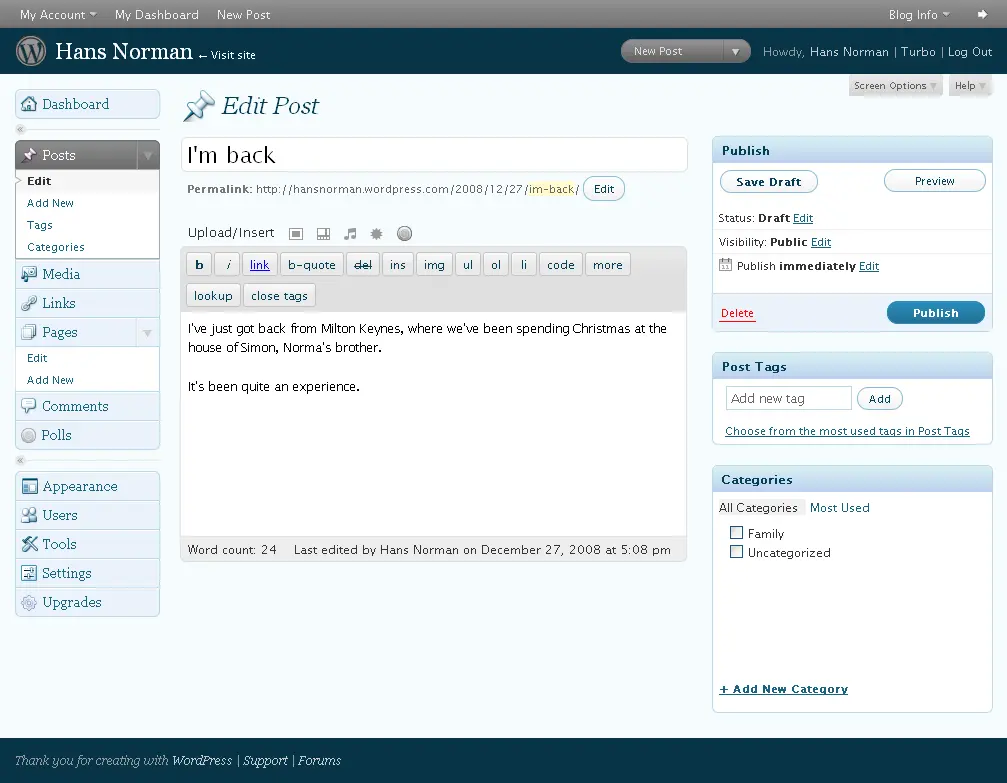 My Account My Dashboard New Post Blog Info
Hans Norman ← Visit site New Post Howdy, Hans Norman | Turbo | Log Out
Screen Options Help
Dashboard
Posts
Edit
Add New
Tags
Categories
Media
Links
Pages
Edit
Add New
Comments
Polls
Appearance
Users
Tools
Settings
Upgrades
Edit Post
I'm back
Permalink: http://hansnorman.wordpress.com/2008/12/27/im-back/ Edit
Upload/Insert
b i link b-quote del ins img ul ol li code more
lookup close tags
I've just got back from Milton Keynes, where we've been spending Christmas at the
house of Simon, Norma's brother.
It's been quite an experience.
Word count: 24 Last edited by Hans Norman on December 27, 2008 at 5:08 pm
Publish
Save Draft Preview
Status: Draft Edit
Visibility: Public Edit
Publish immediately Edit
Delete Publish
Post Tags
Add new tag Add
Choose from the most used tags in Post Tags
Categories
All Categories Most Used
Family
Uncategorized
+ Add New Category
Thank you for creating with WordPress | Support | Forums